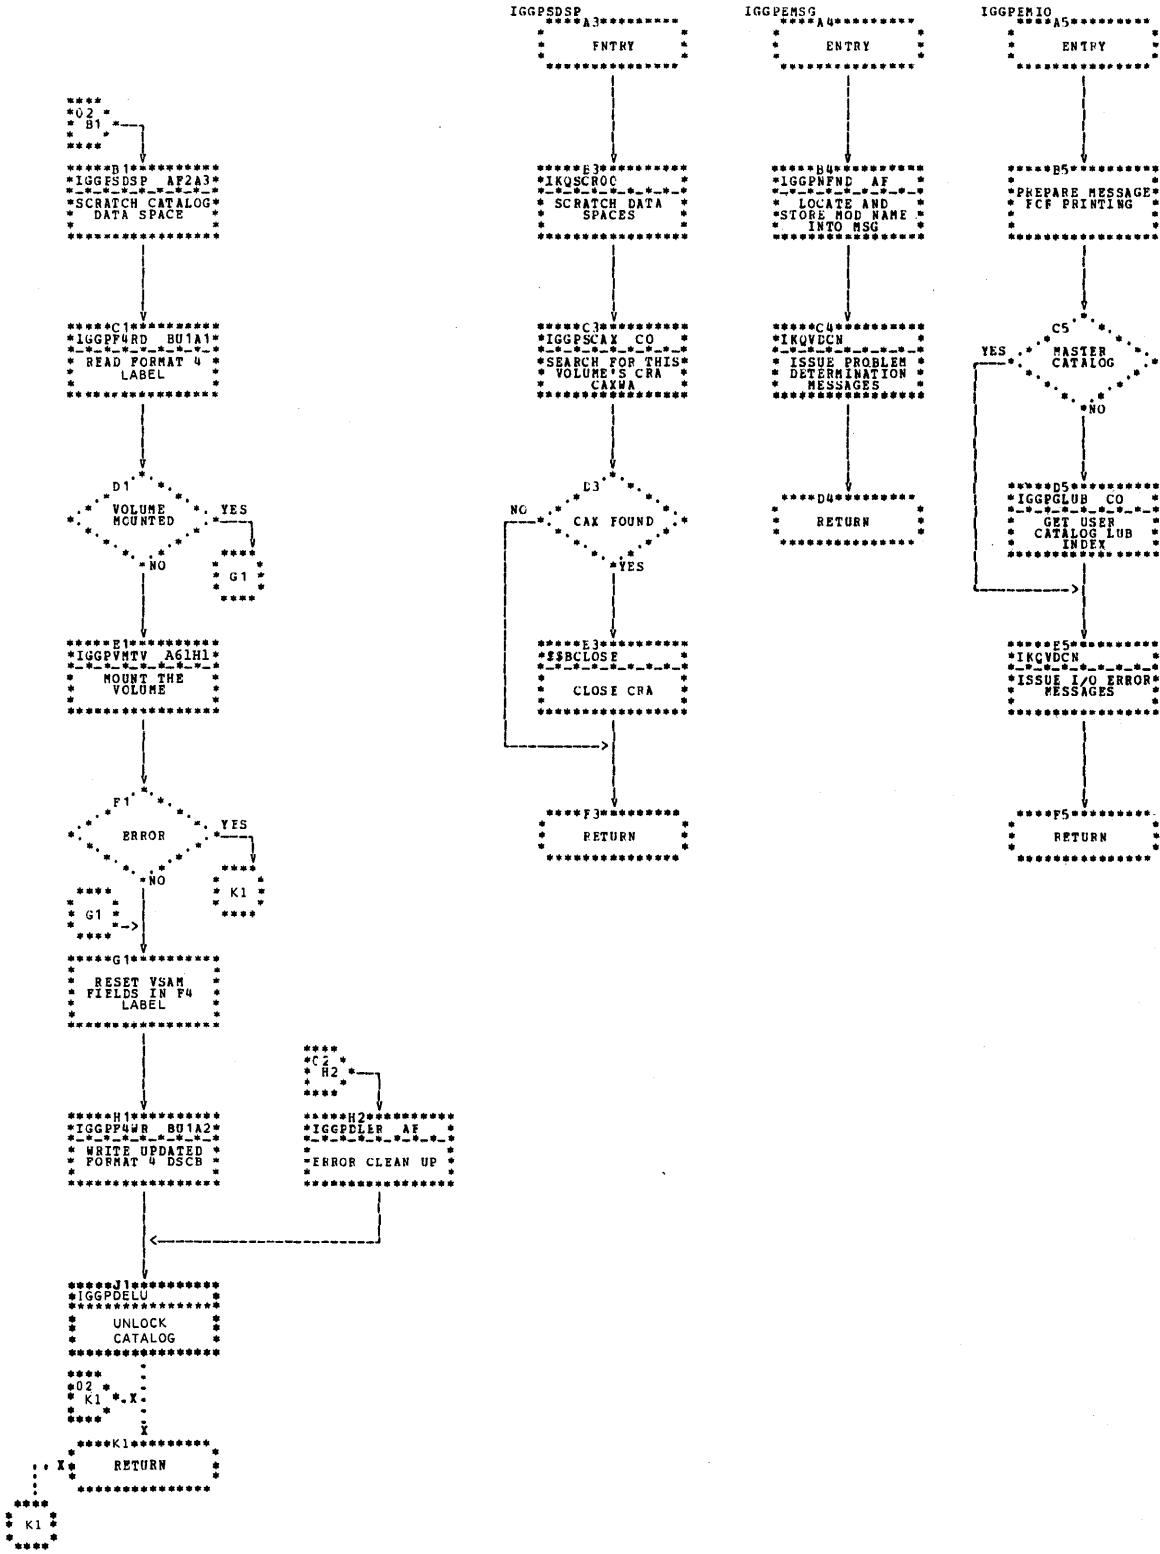 IGGPSDSP
A3
FNTRY
IGGPEMSG
A4
ENTRY
IGGPEMIO
A5
ENTRY
02
B1
B1
IGGPSDSP AF2A3
SCRATCH CATALOG
DATA SPACE
B3
IKQSCR0C
SCRATCH DATA
SPACES
B4
IGGPNFND AF
LOCATE AND
STORE MOD NAME
INTO MSG
B5
PREPARE MESSAGE
FCF PRINTING
C1
IGGPF4RD BU1A1
READ FORMAT 4
LABEL
C3
IGGPSCAX CO
SEARCH FOR THIS
VOLUME'S CRA
CAXWA
C4
IKQVDCN
ISSUE PROBLEM
DETERMINATION
MESSAGES
C5
MASTER
CATALOG
YES
NO
D1
VOLUME
MOUNTED
YES
NO
G1
D3
CAX FOUND
NO
YES
D4
RETURN
D5
IGGPGLUB CO
GET USER
CATALOG LUB
INDEX
E1
IGGPVMTV A61H1
MOUNT THE
VOLUME
E3
$$BCLOSE
CLOSE CRA
E5
IKQVDCN
ISSUE I/O ERROR
MESSAGES
F1
ERROR
YES
NO
K1
F3
RETURN
F5
RETURN
G1
G1
RESET VSAM
FIELDS IN F4
LABEL
C2
H2
H1
IGGPF4WR BU1A2
WRITE UPDATED
FORMAT 4 DSCB
H2
IGGPDLER AF
ERROR CLEAN UP
J1
IGGPDELU
UNLOCK
CATALOG
02
K1
K1
RETURN
K1